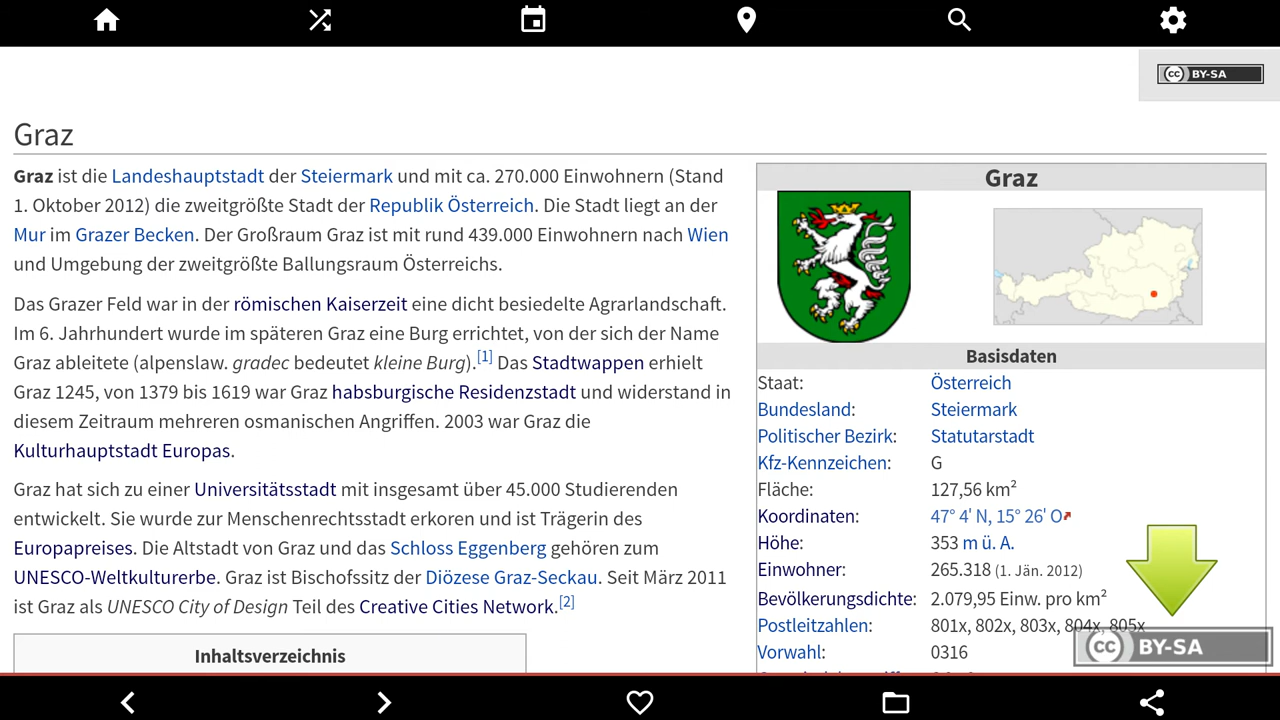 BY-SA
Graz
Graz ist die Landeshauptstadt der Steiermark und mit ca. 270.000 Einwohnern (Stand
1. Oktober 2012) die zweitgrößte Stadt der Republik Österreich. Die Stadt liegt an der
Mur im Grazer Becken. Der Großraum Graz ist mit rund 439.000 Einwohnern nach Wien
und Umgebung der zweitgrößte Ballungsraum Österreichs.
Das Grazer Feld war in der römischen Kaiserzeit eine dicht besiedelte Agrarlandschaft.
Im 6. Jahrhundert wurde im späteren Graz eine Burg errichtet, von der sich der Name
Graz ableitete (alpenslaw. gradec bedeutet kleine Burg).[1] Das Stadtwappen erhielt
Graz 1245, von 1379 bis 1619 war Graz habsburgische Residenzstadt und widerstand in
diesem Zeitraum mehreren osmanischen Angriffen. 2003 war Graz die
Kulturhauptstadt Europas.
Graz hat sich zu einer Universitätsstadt mit insgesamt über 45.000 Studierenden
entwickelt. Sie wurde zur Menschenrechtsstadt erkoren und ist Trägerin des
Europapreises. Die Altstadt von Graz und das Schloss Eggenberg gehören zum
UNESCO-Weltkulturerbe. Graz ist Bischofssitz der Diözese Graz-Seckau. Seit März 2011
ist Graz als UNESCO City of Design Teil des Creative Cities Network.[2]
Inhaltsverzeichnis
Graz
Basisdaten
Staat: Österreich
Bundesland: Steiermark
Politischer Bezirk: Statutarstadt
Kfz-Kennzeichen: G
Fläche: 127,56 km²
Koordinaten: 47° 4' N, 15° 26' O
Höhe: 353 m ü. A.
Einwohner: 265.318 (1. Jän. 2012)
Bevölkerungsdichte: 2.079,95 Einw. pro km²
Postleitzahlen: 801x, 802x, 803x, 804x, 805x
Vorwahl: 0316
cc BY-SA